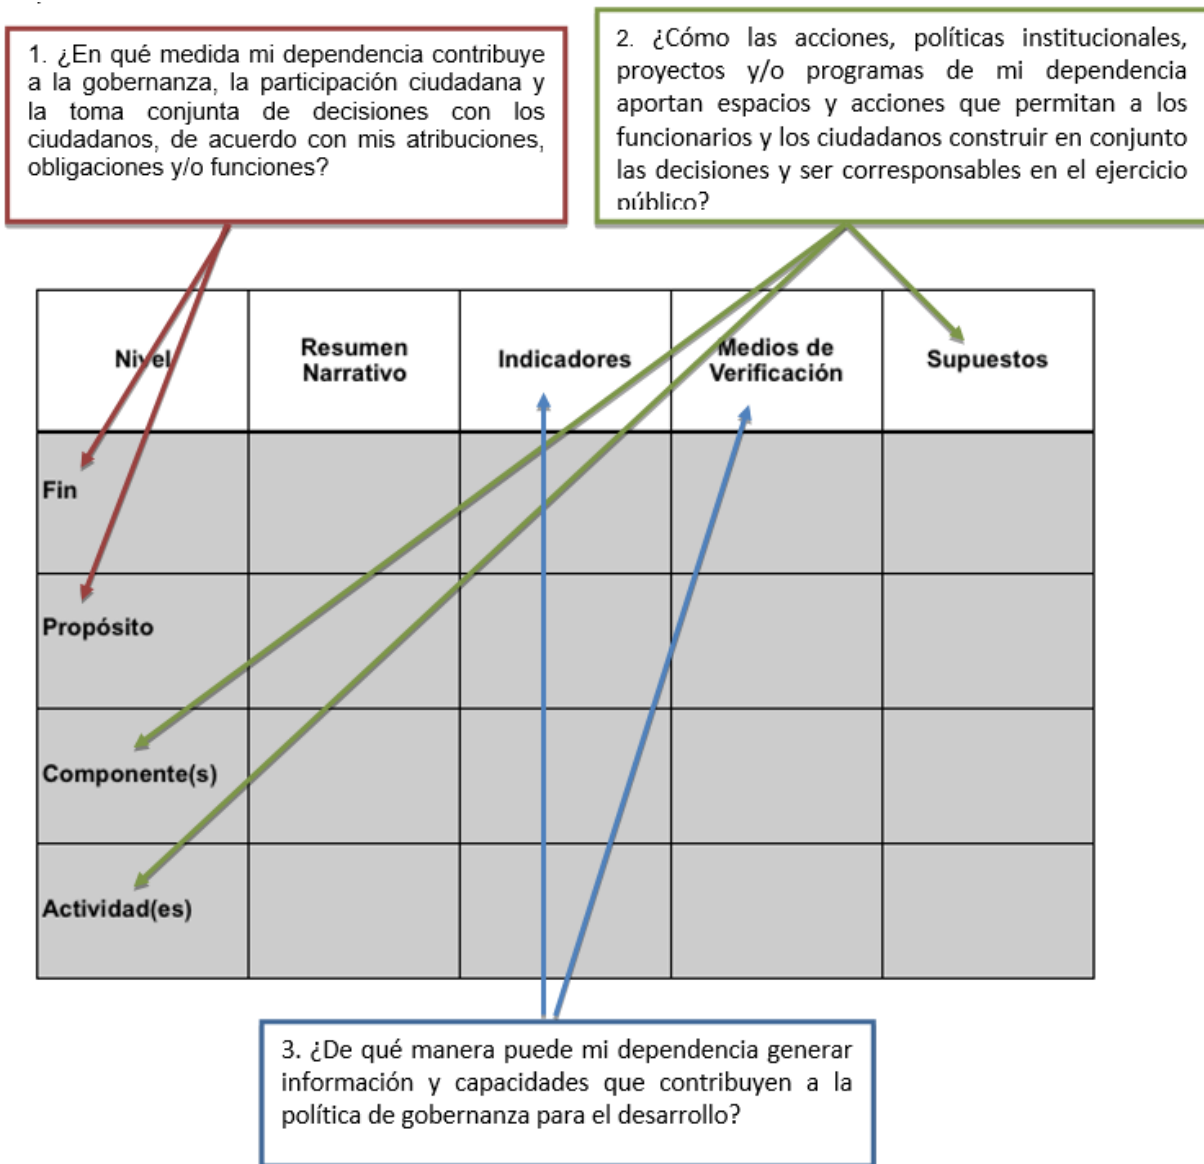 1. ¿En qué medida mi dependencia contribuye
a la gobernanza, la participación ciudadana y
la toma conjunta de decisiones con los
ciudadanos, de acuerdo con mis atribuciones,
obligaciones y/o funciones?
2. ¿Cómo las acciones, políticas institucionales,
proyectos y/o programas de mi dependencia
aportan espacios y acciones que permitan a los
funcionarios y los ciudadanos construir en conjunto
las decisiones y ser corresponsables en el ejercicio
público?
Nivel
Resumen
Narrativo
Indicadores
Medios de
Verificación
Supuestos
Fin
Propósito
Componente(s)
Actividad(es)
3. ¿De qué manera puede mi dependencia generar
información y capacidades que contribuyen a la
política de gobernanza para el desarrollo?